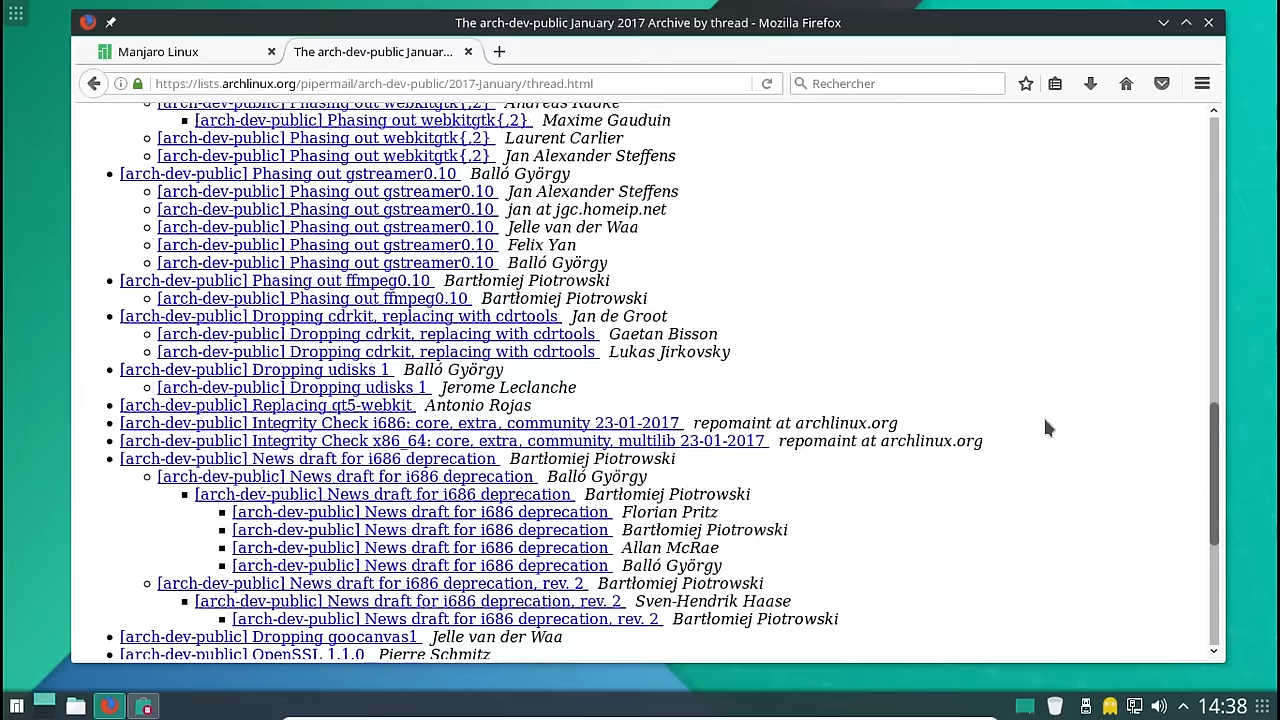 The arch-dev-public January 2017 Archive by thread - Mozilla Firefox
Manjaro Linux
The arch-dev-public Januar...
https://lists.archlinux.org/pipermail/arch-dev-public/2017-January/thread.html
Rechercher
[arch-dev-public] Phasing out webkitgtk{,2} Andreas Radke
[arch-dev-public] Phasing out webkitgtk{,2} Maxime Gauduin
[arch-dev-public] Phasing out webkitgtk{,2} Laurent Carlier
[arch-dev-public] Phasing out webkitgtk{,2} Jan Alexander Steffens
[arch-dev-public] Phasing out gstreamer0.10 Balló György
[arch-dev-public] Phasing out gstreamer0.10 Jan Alexander Steffens
[arch-dev-public] Phasing out gstreamer0.10 jan at jgc.homeip.net
[arch-dev-public] Phasing out gstreamer0.10 Jelle van der Waa
[arch-dev-public] Phasing out gstreamer0.10 Felix Yan
[arch-dev-public] Phasing out gstreamer0.10 Balló György
[arch-dev-public] Phasing out ffmpeg0.10 Bartłomiej Piotrowski
[arch-dev-public] Phasing out ffmpeg0.10 Bartłomiej Piotrowski
[arch-dev-public] Dropping cdrkit, replacing with cdrtools Jan de Groot
[arch-dev-public] Dropping cdrkit, replacing with cdrtools Gaetan Bisson
[arch-dev-public] Dropping cdrkit, replacing with cdrtools Lukas Jirkovsky
[arch-dev-public] Dropping udisks 1 Balló György
[arch-dev-public] Dropping udisks 1 Jerome Leclanche
[arch-dev-public] Replacing qt5-webkit Antonio Rojas
[arch-dev-public] Integrity Check i686: core, extra, community 23-01-2017 repomaint at archlinux.org
[arch-dev-public] Integrity Check x86_64: core, extra, community, multilib 23-01-2017 repomaint at archlinux.org
[arch-dev-public] News draft for i686 deprecation Bartłomiej Piotrowski
[arch-dev-public] News draft for i686 deprecation Balló György
[arch-dev-public] News draft for i686 deprecation Bartłomiej Piotrowski
[arch-dev-public] News draft for i686 deprecation Florian Pritz
[arch-dev-public] News draft for i686 deprecation Bartłomiej Piotrowski
[arch-dev-public] News draft for i686 deprecation Allan McRae
[arch-dev-public] News draft for i686 deprecation Balló György
[arch-dev-public] News draft for i686 deprecation, rev. 2 Bartłomiej Piotrowski
[arch-dev-public] News draft for i686 deprecation, rev. 2 Sven-Hendrik Haase
[arch-dev-public] News draft for i686 deprecation, rev. 2 Bartłomiej Piotrowski
[arch-dev-public] Dropping goocanvas1 Jelle van der Waa
[arch-dev-public] OpenSSL 1.1.0 Pierre Schmitz
14:38